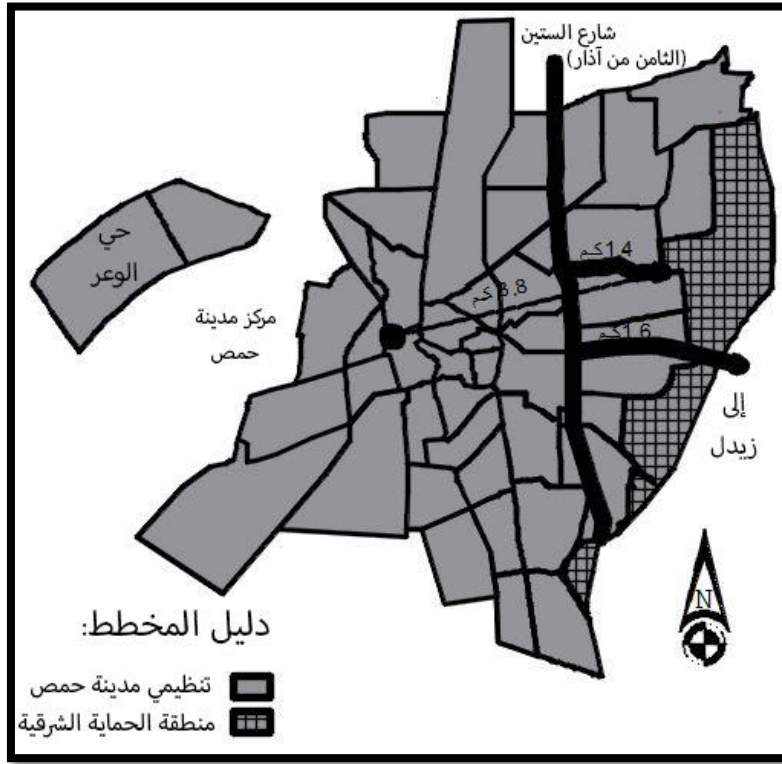 شارع الستين
(الثامن من آذار)
حي
الوعر
1.4كم
3.8 كم
مركز مدينة
حمص
1.6كم
إلى
زيدل
N
دليل المخطط:
تنظيمي مدينة حمص
منطقة الحماية الشرقية